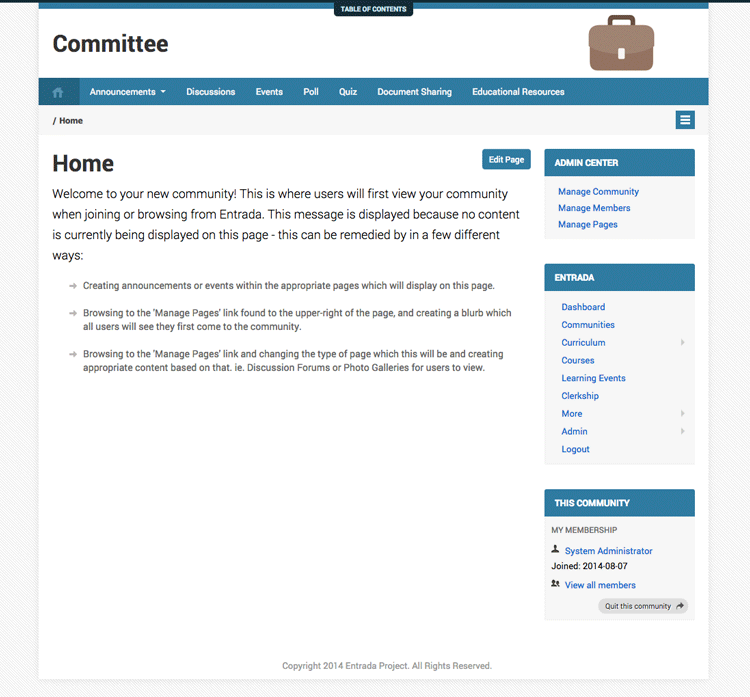 TABLE OF CONTENTS
Committee
Announcements
Discussions
Events
Poll
Quiz
Document Sharing
Educational Resources
/ Home
Home
Edit Page
Welcome to your new community! This is where users will first view your community
when joining or browsing from Entrada. This message is displayed because no content
is currently being displayed on this page - this can be remedied by in a few different
ways:
Creating announcements or events within the appropriate pages which will display on this page.
Browsing to the 'Manage Pages' link found to the upper-right of the page, and creating a blurb which
all users will see they first come to the community.
Browsing to the 'Manage Pages' link and changing the type of page which this will be and creating
appropriate content based on that. ie. Discussion Forums or Photo Galleries for users to view.
ADMIN CENTER
Manage Community
Manage Members
Manage Pages
ENTRADA
Dashboard
Communities
Curriculum
Courses
Learning Events
Clerkship
More
Admin
Logout
THIS COMMUNITY
MY MEMBERSHIP
System Administrator
Joined: 2014-08-07
View all members
Quit this community
Copyright 2014 Entrada Project. All Rights Reserved.